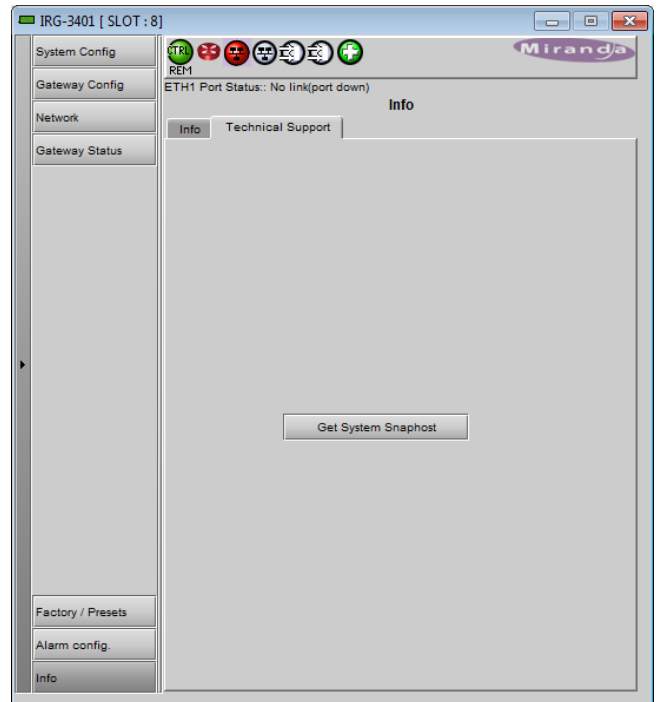 IRG-3401 [ SLOT : 8]
System Config
Gateway Config
Network
Gateway Status
CTRL
REM
Miranda
ETH1 Port Status:: No link(port down)
Info
Info
Technical Support
Get System Snaphost
Factory / Presets
Alarm config.
Info